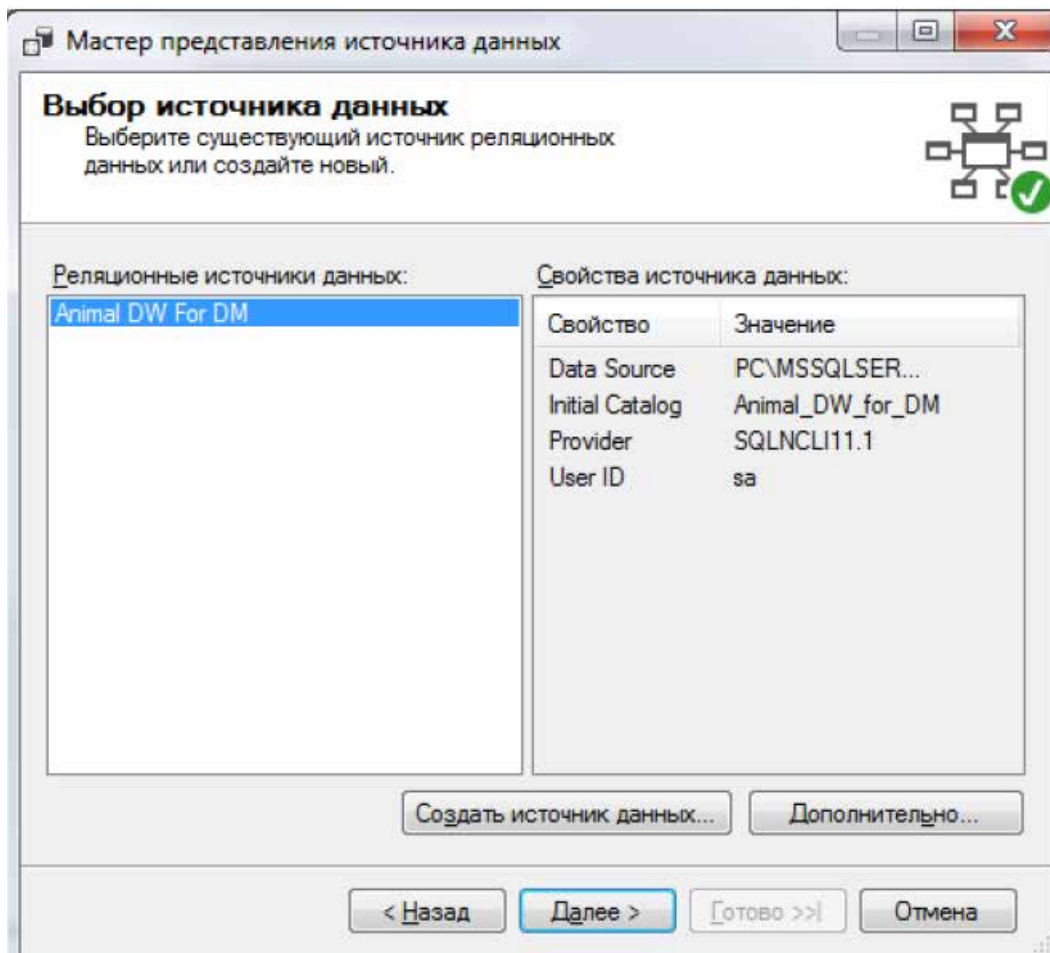 Мастер представления источника данных
Выбор источника данных
Выберите существующий источник реляционных
данных или создайте новый.
Реляционные источники данных:
Animal DW For DM
Свойства источника данных:
Свойство Значение
Data Source PC\MSSQLSER...
Initial Catalog Animal_DW_for_DM
Provider SQLNCLI11.1
User ID sa
Создать источник данных... Дополнительно...
< Назад Далее > Готово >>| Отмена